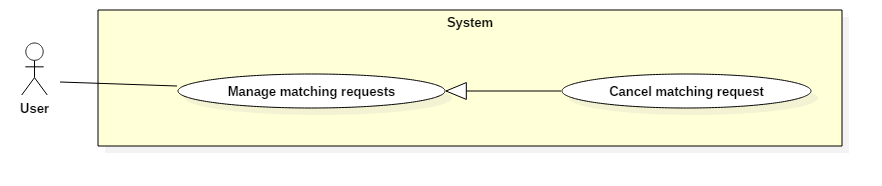 System
User
Manage matching requests
Cancel matching request